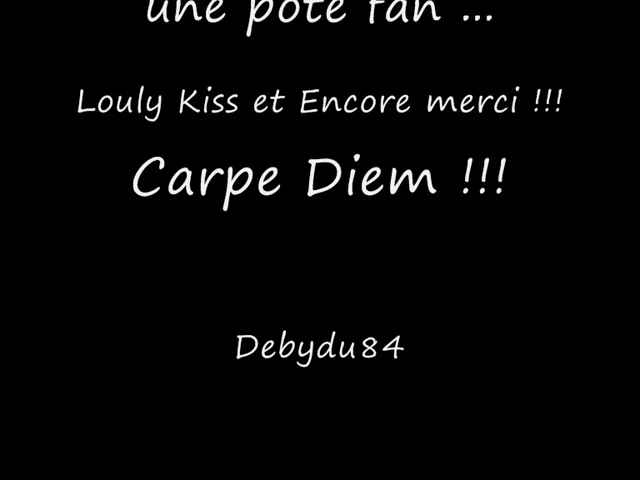 une pote fan ...
Louly Kiss et Encore merci !!!
Carpe Diem !!!
Debydu84